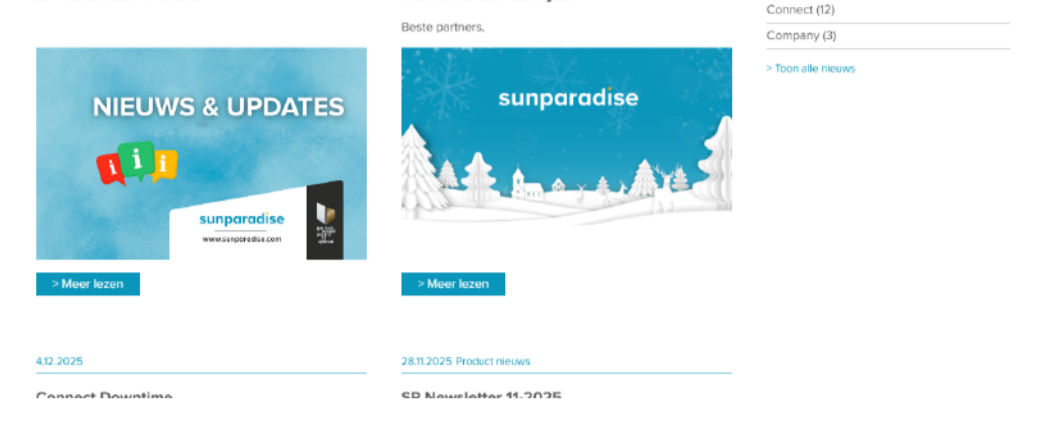 Beste partners,
NIEUWS & UPDATES
i i i
sunparadise
www.sunparadise.com
> Meer lezen
sunparadise
> Meer lezen
4.12.2025
Connect Downtime
28.11.2025 Product nieuws
SP Newsletter 11-2025
Connect (12)
Company (3)
> Toon alle nieuws